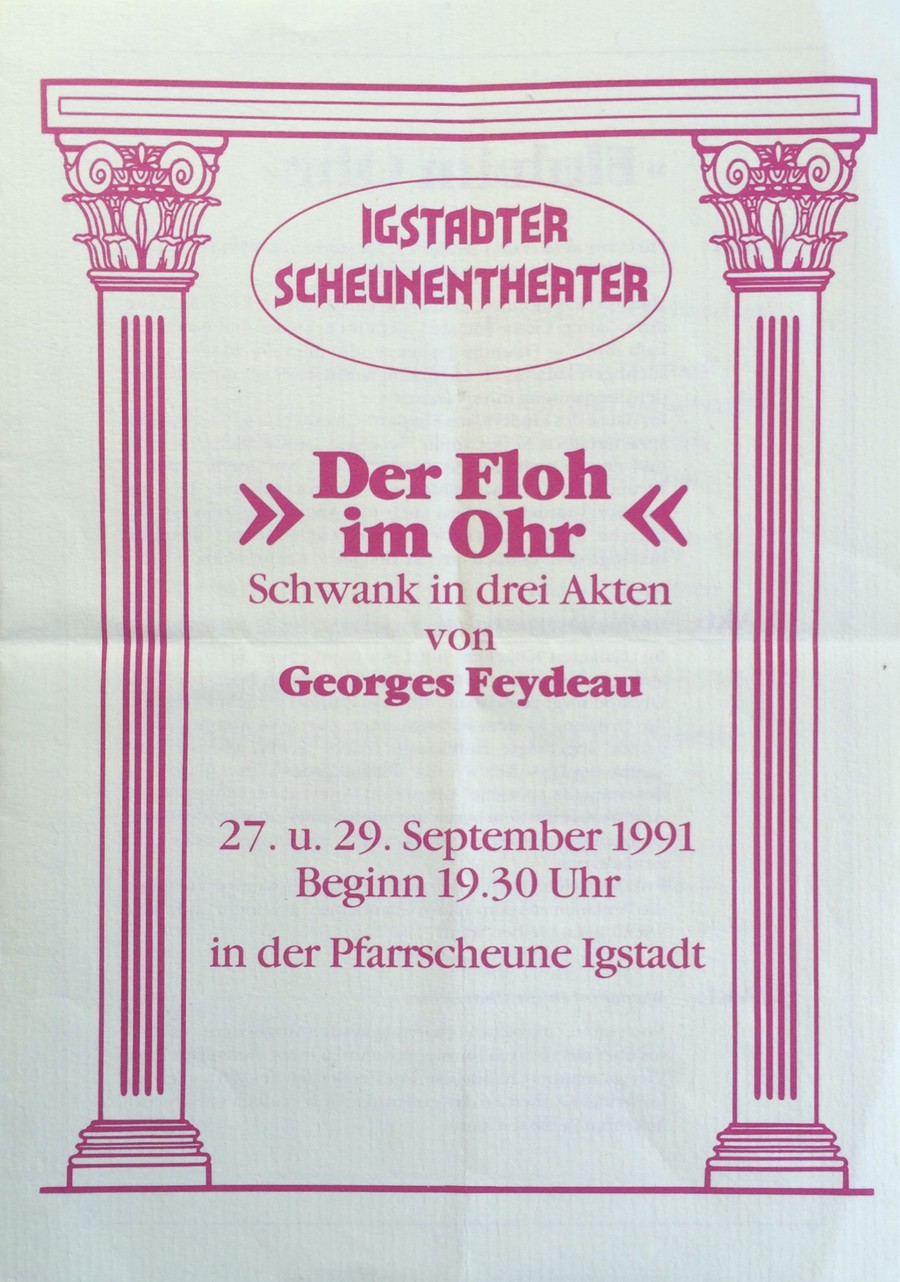 IGSTADTER
SCHEUNENTHEATER
»Der Floh
im Ohr«
Schwank in drei Akten
von
Georges Feydeau
27. u. 29. September 1991
Beginn 19.30 Uhr
in der Pfarrscheune Igstadt